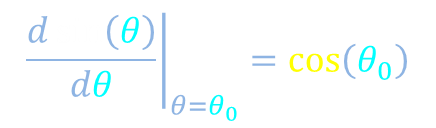 d (θ)
dθ
θ=θ₀
= cos(θ₀)